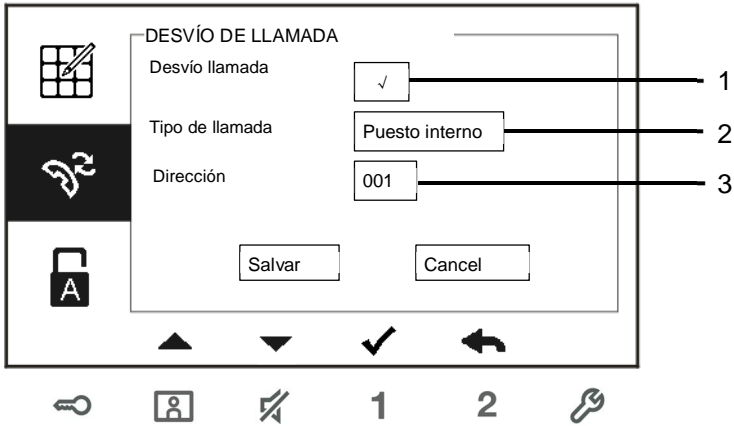 DESVÍO DE LLAMADA
Desvío llamada √ 1
Tipo de llamada Puesto interno 2
Dirección 001 3
Salvar Cancel
A
1 2